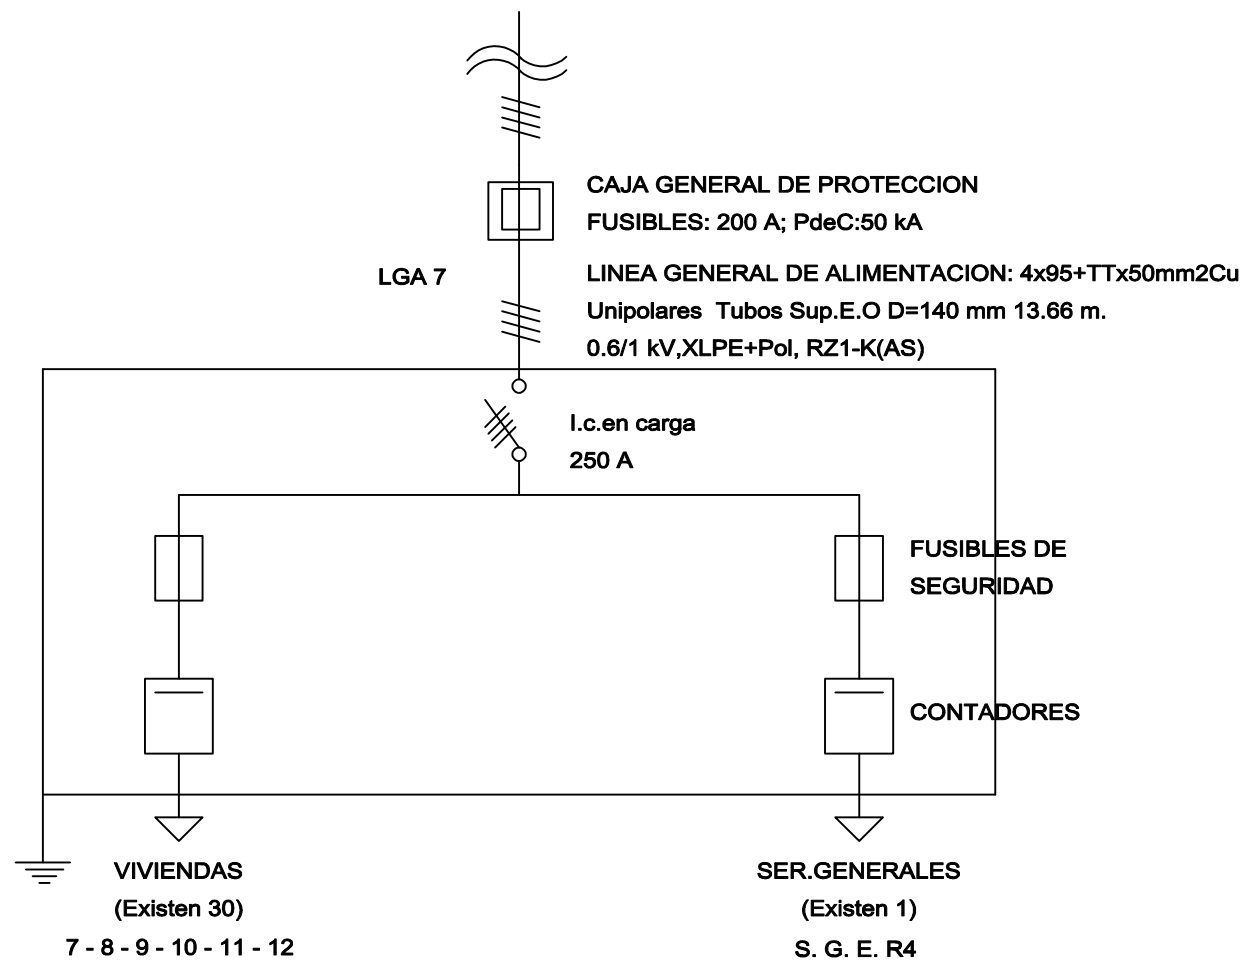 CAJA GENERAL DE PROTECCION
FUSIBLES: 200 A; PdeC:50 kA
LGA 7
LINEA GENERAL DE ALIMENTACION: 4x95+TTx50mm2Cu
Unipolares Tubos Sup.E.O D=140 mm 13.66 m.
0.6/1 kV,XLPE+Pol, RZ1-K(AS)
I.c.en carga
250 A
FUSIBLES DE
SEGURIDAD
CONTADORES
VIVIENDAS
(Existen 30)
7 - 8 - 9 - 10 - 11 - 12
SER.GENERALES
(Existen 1)
S. G. E. R4